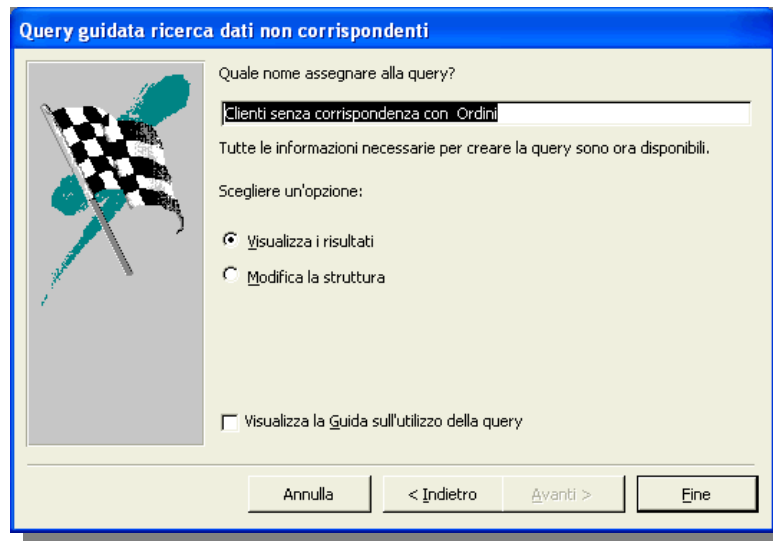 Query guidata ricerca dati non corrispondenti
Quale nome assegnare alla query?
Clienti senza corrispondenza con  Ordini
Tutte le informazioni necessarie per creare la query sono ora disponibili.
Scegliere un'opzione:
Visualizza i risultati
Modifica la struttura
Visualizza la Guida sull'utilizzo della query
Annulla
< Indietro
Avanti >
Fine